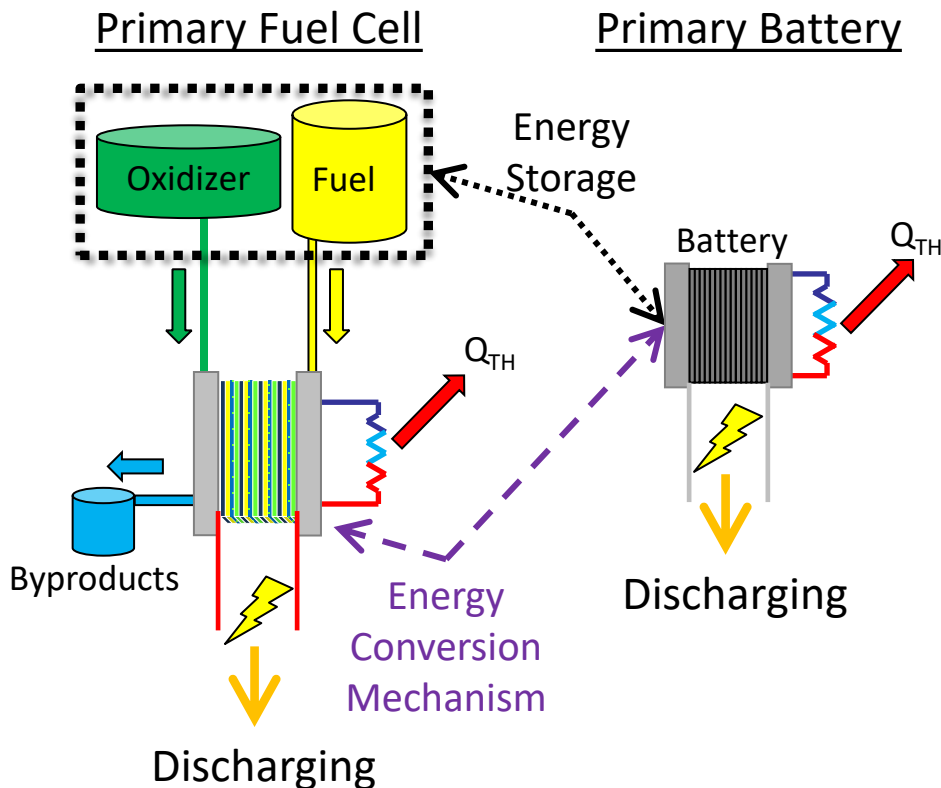 Primary Fuel Cell
Primary Battery
Oxidizer
Fuel
Energy
Storage
Battery
QTH
QTH
Byproducts
Energy
Conversion
Mechanism
Discharging
Discharging